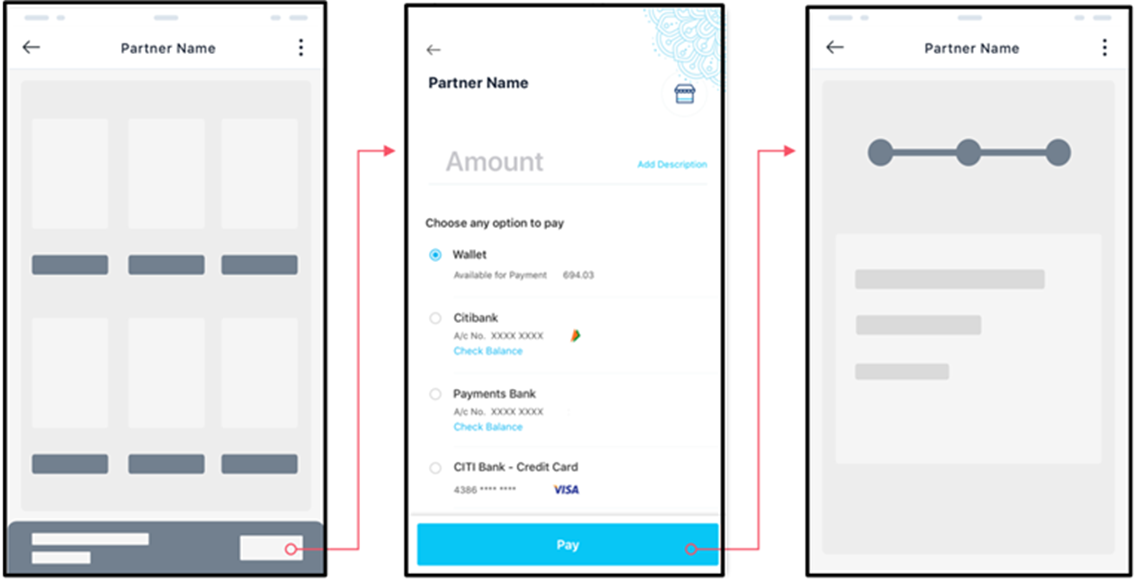 Partner Name
Partner Name
Amount
Add Description
Choose any option to pay
Wallet
Available for Payment 694.03
Citibank
A/c No. XXXX XXXX
Check Balance
Payments Bank
A/c No. XXXX XXXX
Check Balance
CITI Bank - Credit Card
4386 **** **** VISA
Pay
Partner Name